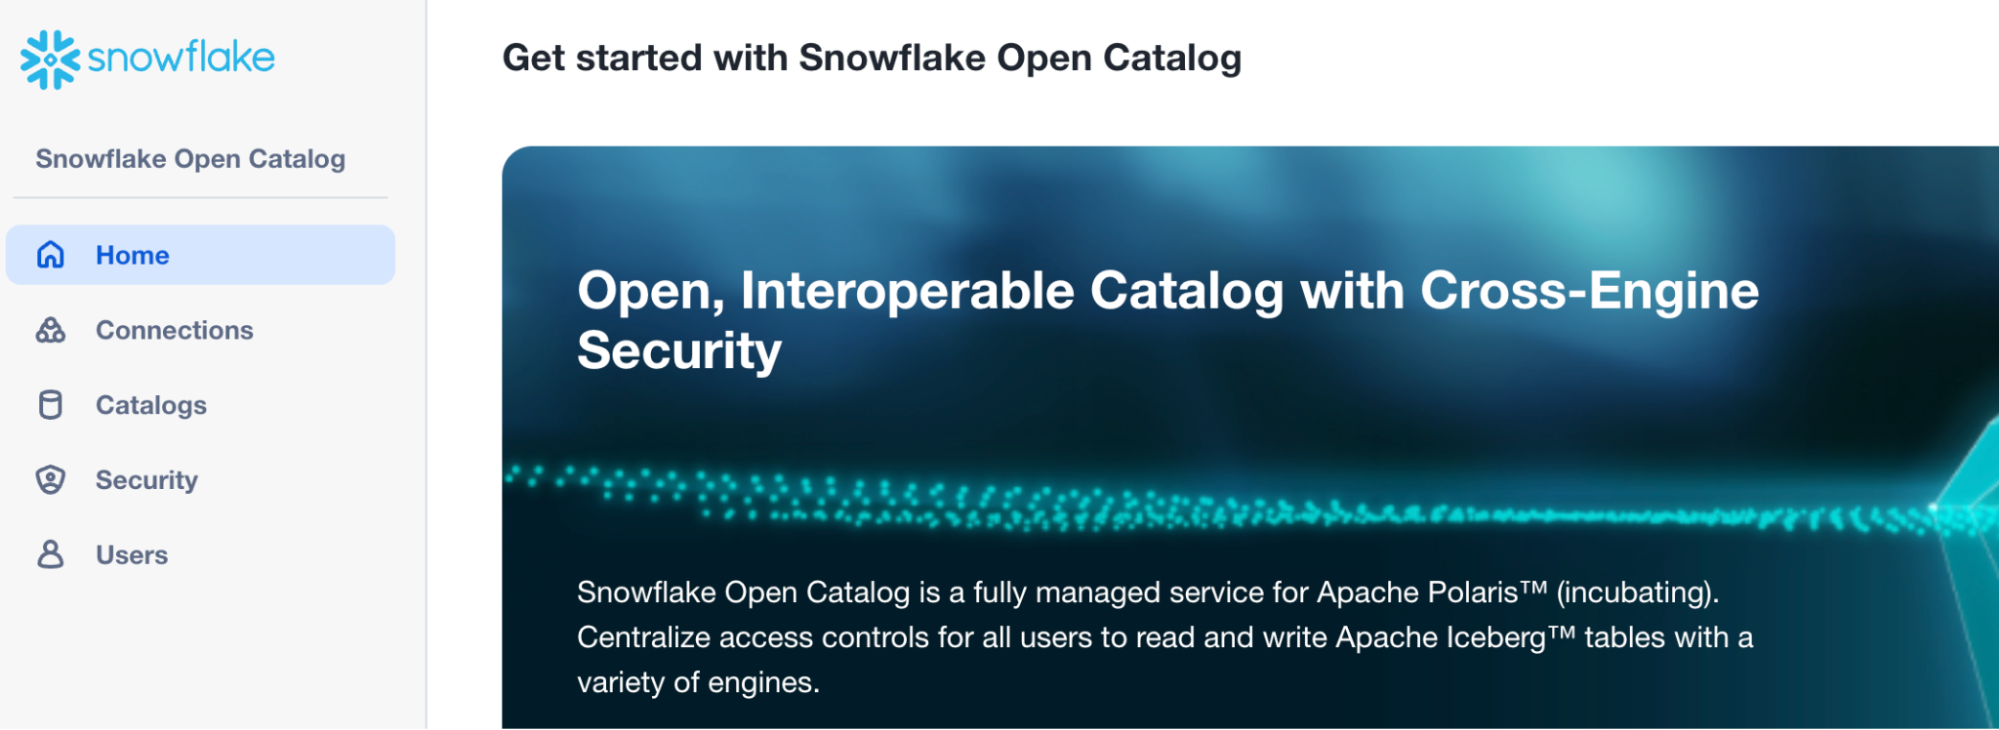 snowflake
Snowflake Open Catalog
Home
Connections
Catalogs
Security
Users
Get started with Snowflake Open Catalog
Open, Interoperable Catalog with Cross-Engine
Security
Snowflake Open Catalog is a fully managed service for Apache Polaris™ (incubating).
Centralize access controls for all users to read and write Apache Iceberg™ tables with a
variety of engines.